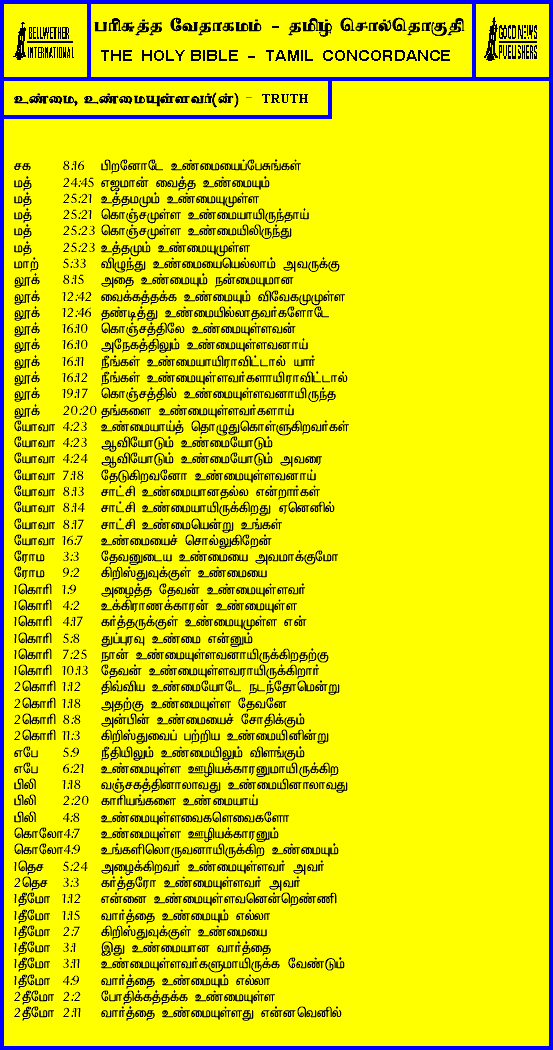 BELLWETHER
INTERNATIONAL
பரிசுத்த வேதாகமம் - தமிழ் சொல்தொகுதி
THE HOLY BIBLE - TAMIL CONCORDANCE
GOOD NEWS
PUBLISHERS
உண்மை, உண்மையுள்ளவர்(ன்) - TRUTH
சக 8:16 பிறனோடே உண்மையைப்பேசுங்கள்
மத் 24:45 எஜமான் வைத்த உண்மையும்
மத் 25:21 உத்தமமும் உண்மையுமுள்ள
மத் 25:21 கொஞ்சமுள்ள உண்மையாயிருந்தாய்
மத் 25:23 கொஞ்சமுள்ள உண்மையிலிருந்து
மத் 25:23 உத்தமும் உண்மையுமுள்ள
மாற் 5:33 விழுந்து உண்மையையெல்லாம் அவருக்கு
லூக் 8:15 அதை உண்மையும் நன்மையுமான
லூக் 12:42 வைக்கத்தக்க உண்மையும் விவேகமுமுள்ள
லூக் 12:46 தண்டித்து உண்மையில்லாதவர்களோடே
லூக் 16:10 கொஞ்சத்திலே உண்மையுள்ளவன்
லூக் 16:10 அநேகத்திலும் உண்மையுள்ளவனாய்
லூக் 16:11 நீங்கள் உண்மையாயிராவிட்டால் யார்
லூக் 16:12 நீங்கள் உண்மையுள்ளவர்களாயிராவிட்டால்
லூக் 19:17 கொஞ்சத்தில் உண்மையுள்ளவனாயிருந்த
லூக் 20:20 தங்களை உண்மையுள்ளவர்களாய்
யோவா 4:23 உண்மையாய்த் தொழுதுகொள்ளுகிறவர்கள்
யோவா 4:23 ஆவியோடும் உண்மையோடும்
யோவா 4:24 ஆவியோடும் உண்மையோடும் அவரை
யோவா 7:18 தேடுகிறவனோ உண்மையுள்ளவனாய்
யோவா 8:13 சாட்சி உண்மையானதல்ல என்றார்கள்
யோவா 8:14 சாட்சி உண்மையாயிருக்கிறது ஏனெனில்
யோவா 8:17 சாட்சி உண்மையென்று உங்கள்
யோவா 16:7 உண்மையைச் சொல்லுகிறேன்
ரோம 3:3 தேவனுடைய உண்மையை அவமாக்குமோ
ரோம 9:2 கிறிஸ்துவுக்குள் உண்மையை
1கொரி 1:9 அழைத்த தேவன் உண்மையுள்ளவர்
1கொரி 4:2 உக்கிராணக்காரன் உண்மையுள்ள
1கொரி 4:17 கர்த்தருக்குள் உண்மையுமுள்ள என்
1கொரி 5:8 துப்புரவு உண்மை என்னும்
1கொரி 7:25 நான் உண்மையுள்ளவனாயிருக்கிறதற்கு
1கொரி 10:13 தேவன் உண்மையுள்ளவராயிருக்கிறார்
2கொரி 1:12 திவ்விய உண்மையோடே நடந்தோமென்று
2கொரி 1:18 அதற்கு உண்மையுள்ள தேவனே
2கொரி 8:8 அன்பின் உண்மையைச் சோதிக்கும்
2கொரி 11:3 கிறிஸ்துவைப் பற்றிய உண்மையினின்று
எபே 5:9 நீதியிலும் உண்மையிலும் விளங்கும்
எபே 6:21 உண்மையுள்ள ஊழியக்காரனுமாயிருக்கிற
பிலி 1:18 வஞ்சகத்தினாலாவது உண்மையினாலாவது
பிலி 2:20 காரியங்களை உண்மையாய்
பிலி 4:8 உண்மையுள்ளவைகளெவைகளோ
கொலோ 4:7 உண்மையுள்ள ஊழியக்காரனும்
கொலோ 4:9 உங்களிலொருவனாயிருக்கிற உண்மையும்
1தெச 5:24 அழைக்கிறவர் உண்மையுள்ளவர் அவர்
2தெச 3:3 கர்த்தரோ உண்மையுள்ளவர் அவர்
1தீமோ 1:12 என்னை உண்மையுள்ளவனென்றெண்ணி
1தீமோ 1:15 வார்த்தை உண்மையும் எல்லா
1தீமோ 2:7 கிறிஸ்துவுக்குள் உண்மையை
1தீமோ 3:1 இது உண்மையான வார்த்தை
1தீமோ 3:11 உண்மையுள்ளவர்களுமாயிருக்க வேண்டும்
1தீமோ 4:9 வார்த்தை உண்மையும் எல்லா
2தீமோ 2:2 போதிக்கத்தக்க உண்மையுள்ள
2தீமோ 2:11 வார்த்தை உண்மையுள்ளது என்னவெனில்